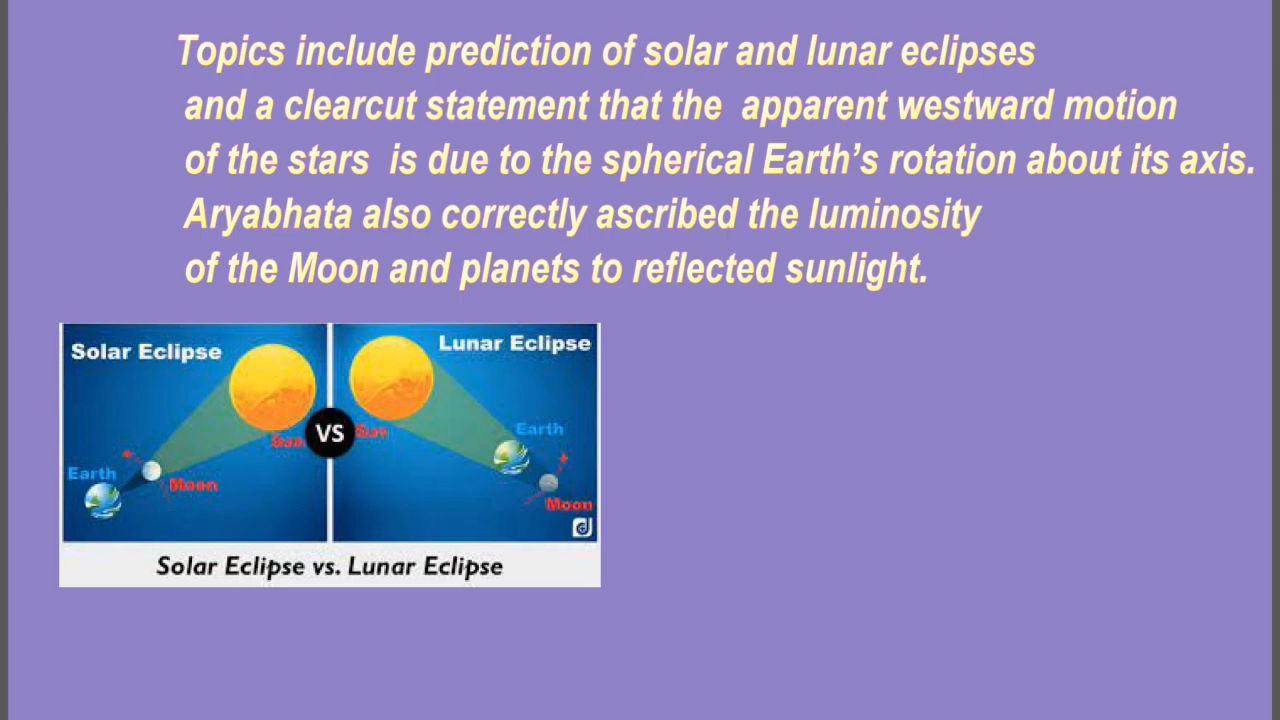 Topics include prediction of solar and lunar eclipses
and a clearcut statement that the apparent westward motion
of the stars is due to the spherical Earth’s rotation about its axis.
Aryabhata also correctly ascribed the luminosity
of the Moon and planets to reflected sunlight.
Solar Eclipse
Sun
Earth
Moon
VS
Lunar Eclipse
Sun
Earth
Moon
d
Solar Eclipse vs. Lunar Eclipse